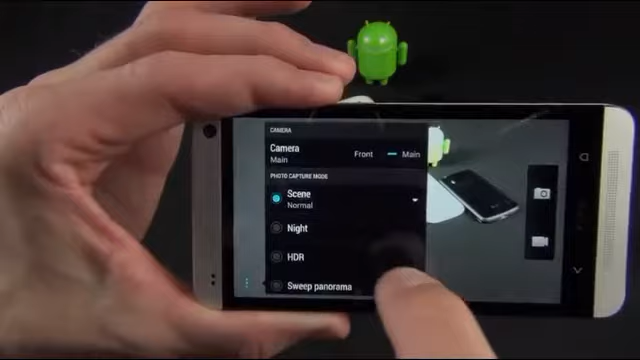 CAMERA
Camera
Main
Front
Main
PHOTO CAPTURE MODE
Scene
Normal
Night
HDR
Sweep panorama